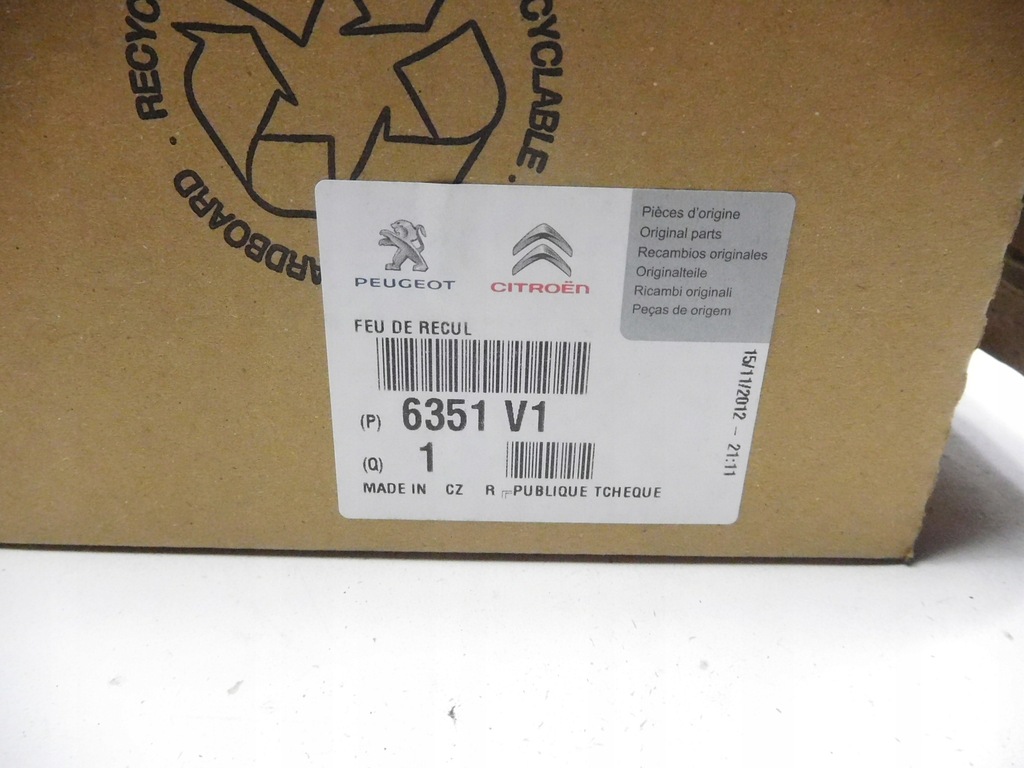 RECYC
CYCLABLE
ARDBOARD
PEUGEOT
CITROËN
Pièces d'origine
Original parts
Recambios originales
Originalteile
Ricambi originali
Peças de origem
FEU DE RECUL
(P) 6351 V1
(Q) 1
MADE IN CZ R PUBLIQUE TCHEQUE
15/11/2012 - 21:11